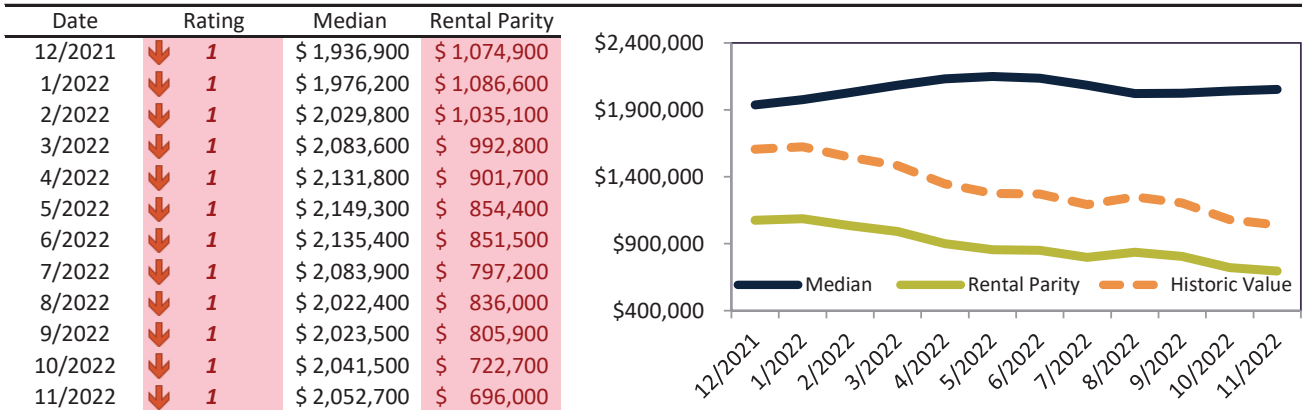 Date Rating Median Rental Parity
12/2021 1 $ 1,936,900 $ 1,074,900
1/2022 1 $ 1,976,200 $ 1,086,600
2/2022 1 $ 2,029,800 $ 1,035,100
3/2022 1 $ 2,083,600 $ 992,800
4/2022 1 $ 2,131,800 $ 901,700
5/2022 1 $ 2,149,300 $ 854,400
6/2022 1 $ 2,135,400 $ 851,500
7/2022 1 $ 2,083,900 $ 797,200
8/2022 1 $ 2,022,400 $ 836,000
9/2022 1 $ 2,023,500 $ 805,900
10/2022 1 $ 2,041,500 $ 722,700
11/2022 1 $ 2,052,700 $ 696,000
$2,400,000
$1,900,000
$1,400,000
$900,000
$400,000
Median Rental Parity Historic Value
12/2021 1/2022 2/2022 3/2022 4/2022 5/2022 6/2022 7/2022 8/2022 9/2022 10/2022 11/2022